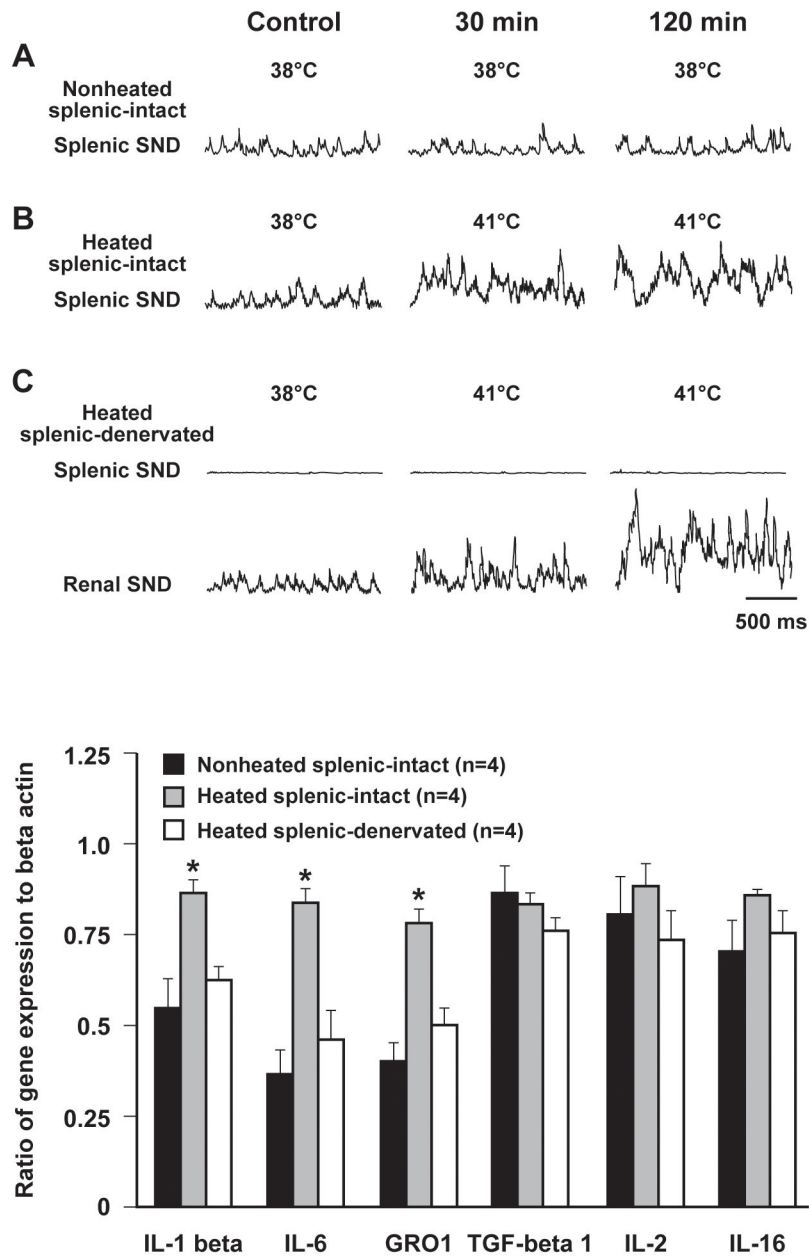 Control 30 min 120 min
A
38°C 38°C 38°C
Nonheated
splenic-intact
Splenic SND
B
38°C 41°C 41°C
Heated
splenic-intact
Splenic SND
C
38°C 41°C 41°C
Heated
splenic-denervated
Splenic SND
Renal SND
500 ms
Ratio of gene expression to beta actin
1.25
1.0
0.75
0.5
0.25
0
Nonheated splenic-intact (n=4)
Heated splenic-intact (n=4)
Heated splenic-denervated (n=4)
* * *
IL-1 beta IL-6 GRO1 TGF-beta 1 IL-2 IL-16